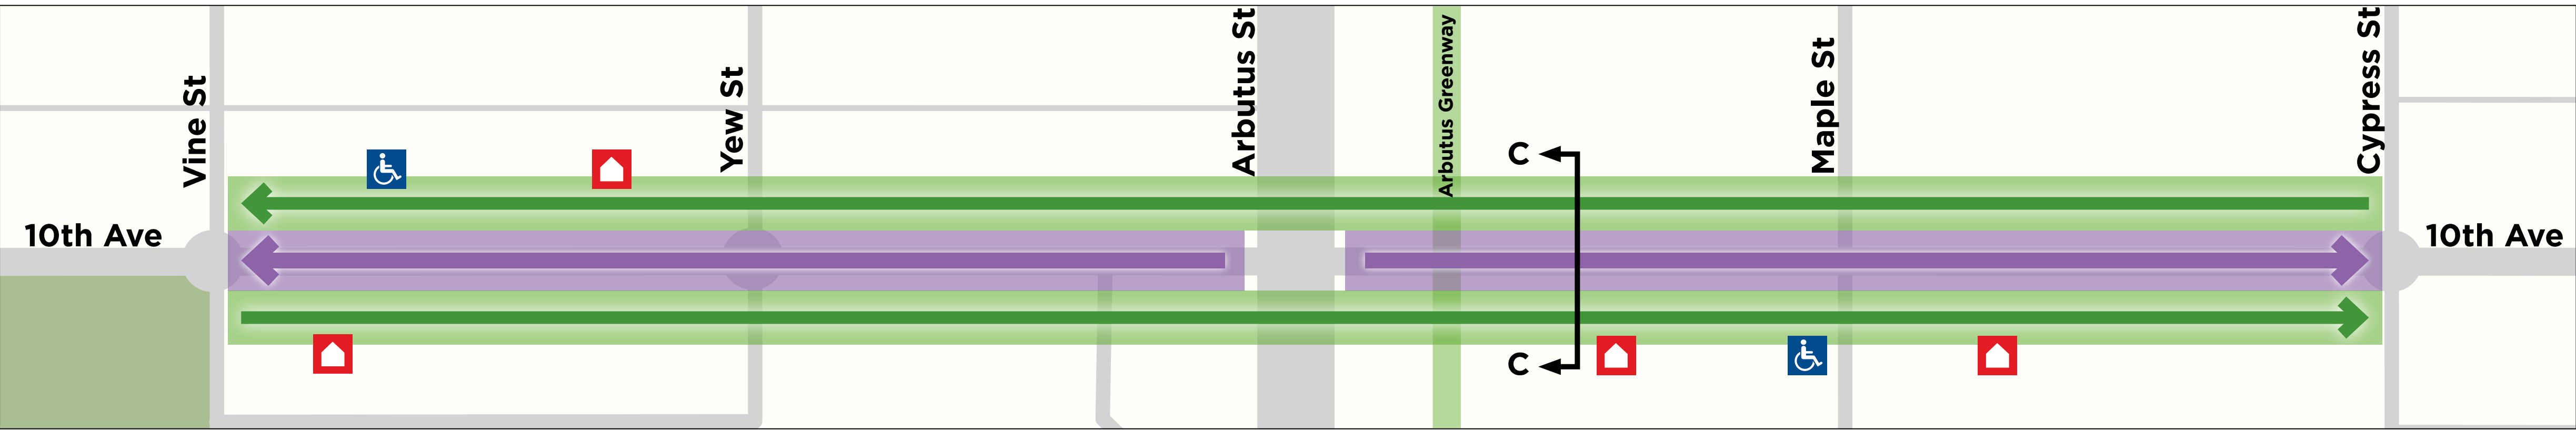 Vine St
Yew St
Arbutus St
Arbutus Greenway
Maple St
Cypress St
C
10th Ave
10th Ave
C